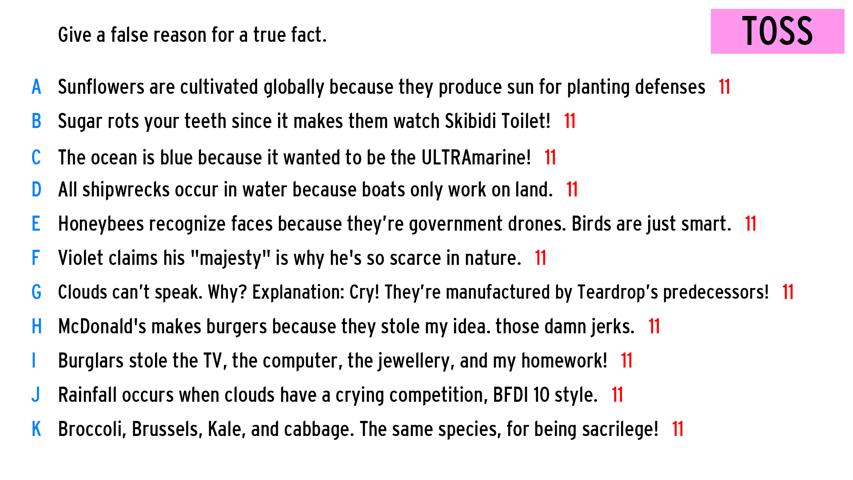 Give a false reason for a true fact.
TOSS
A Sunflowers are cultivated globally because they produce sun for planting defenses 11
B Sugar rots your teeth since it makes them watch Skibidi Toilet! 11
C The ocean is blue because it wanted to be the ULTRAmarine! 11
D All shipwrecks occur in water because boats only work on land. 11
E Honeybees recognize faces because they’re government drones. Birds are just smart. 11
F Violet claims his "majesty" is why he's so scarce in nature. 11
G Clouds can’t speak. Why? Explanation: Cry! They’re manufactured by Teardrop’s predecessors! 11
H McDonald's makes burgers because they stole my idea. those damn jerks. 11
I Burglars stole the TV, the computer, the jewellery, and my homework! 11
J Rainfall occurs when clouds have a crying competition, BFDI 10 style. 11
K Broccoli, Brussels, Kale, and cabbage. The same species, for being sacrilege! 11